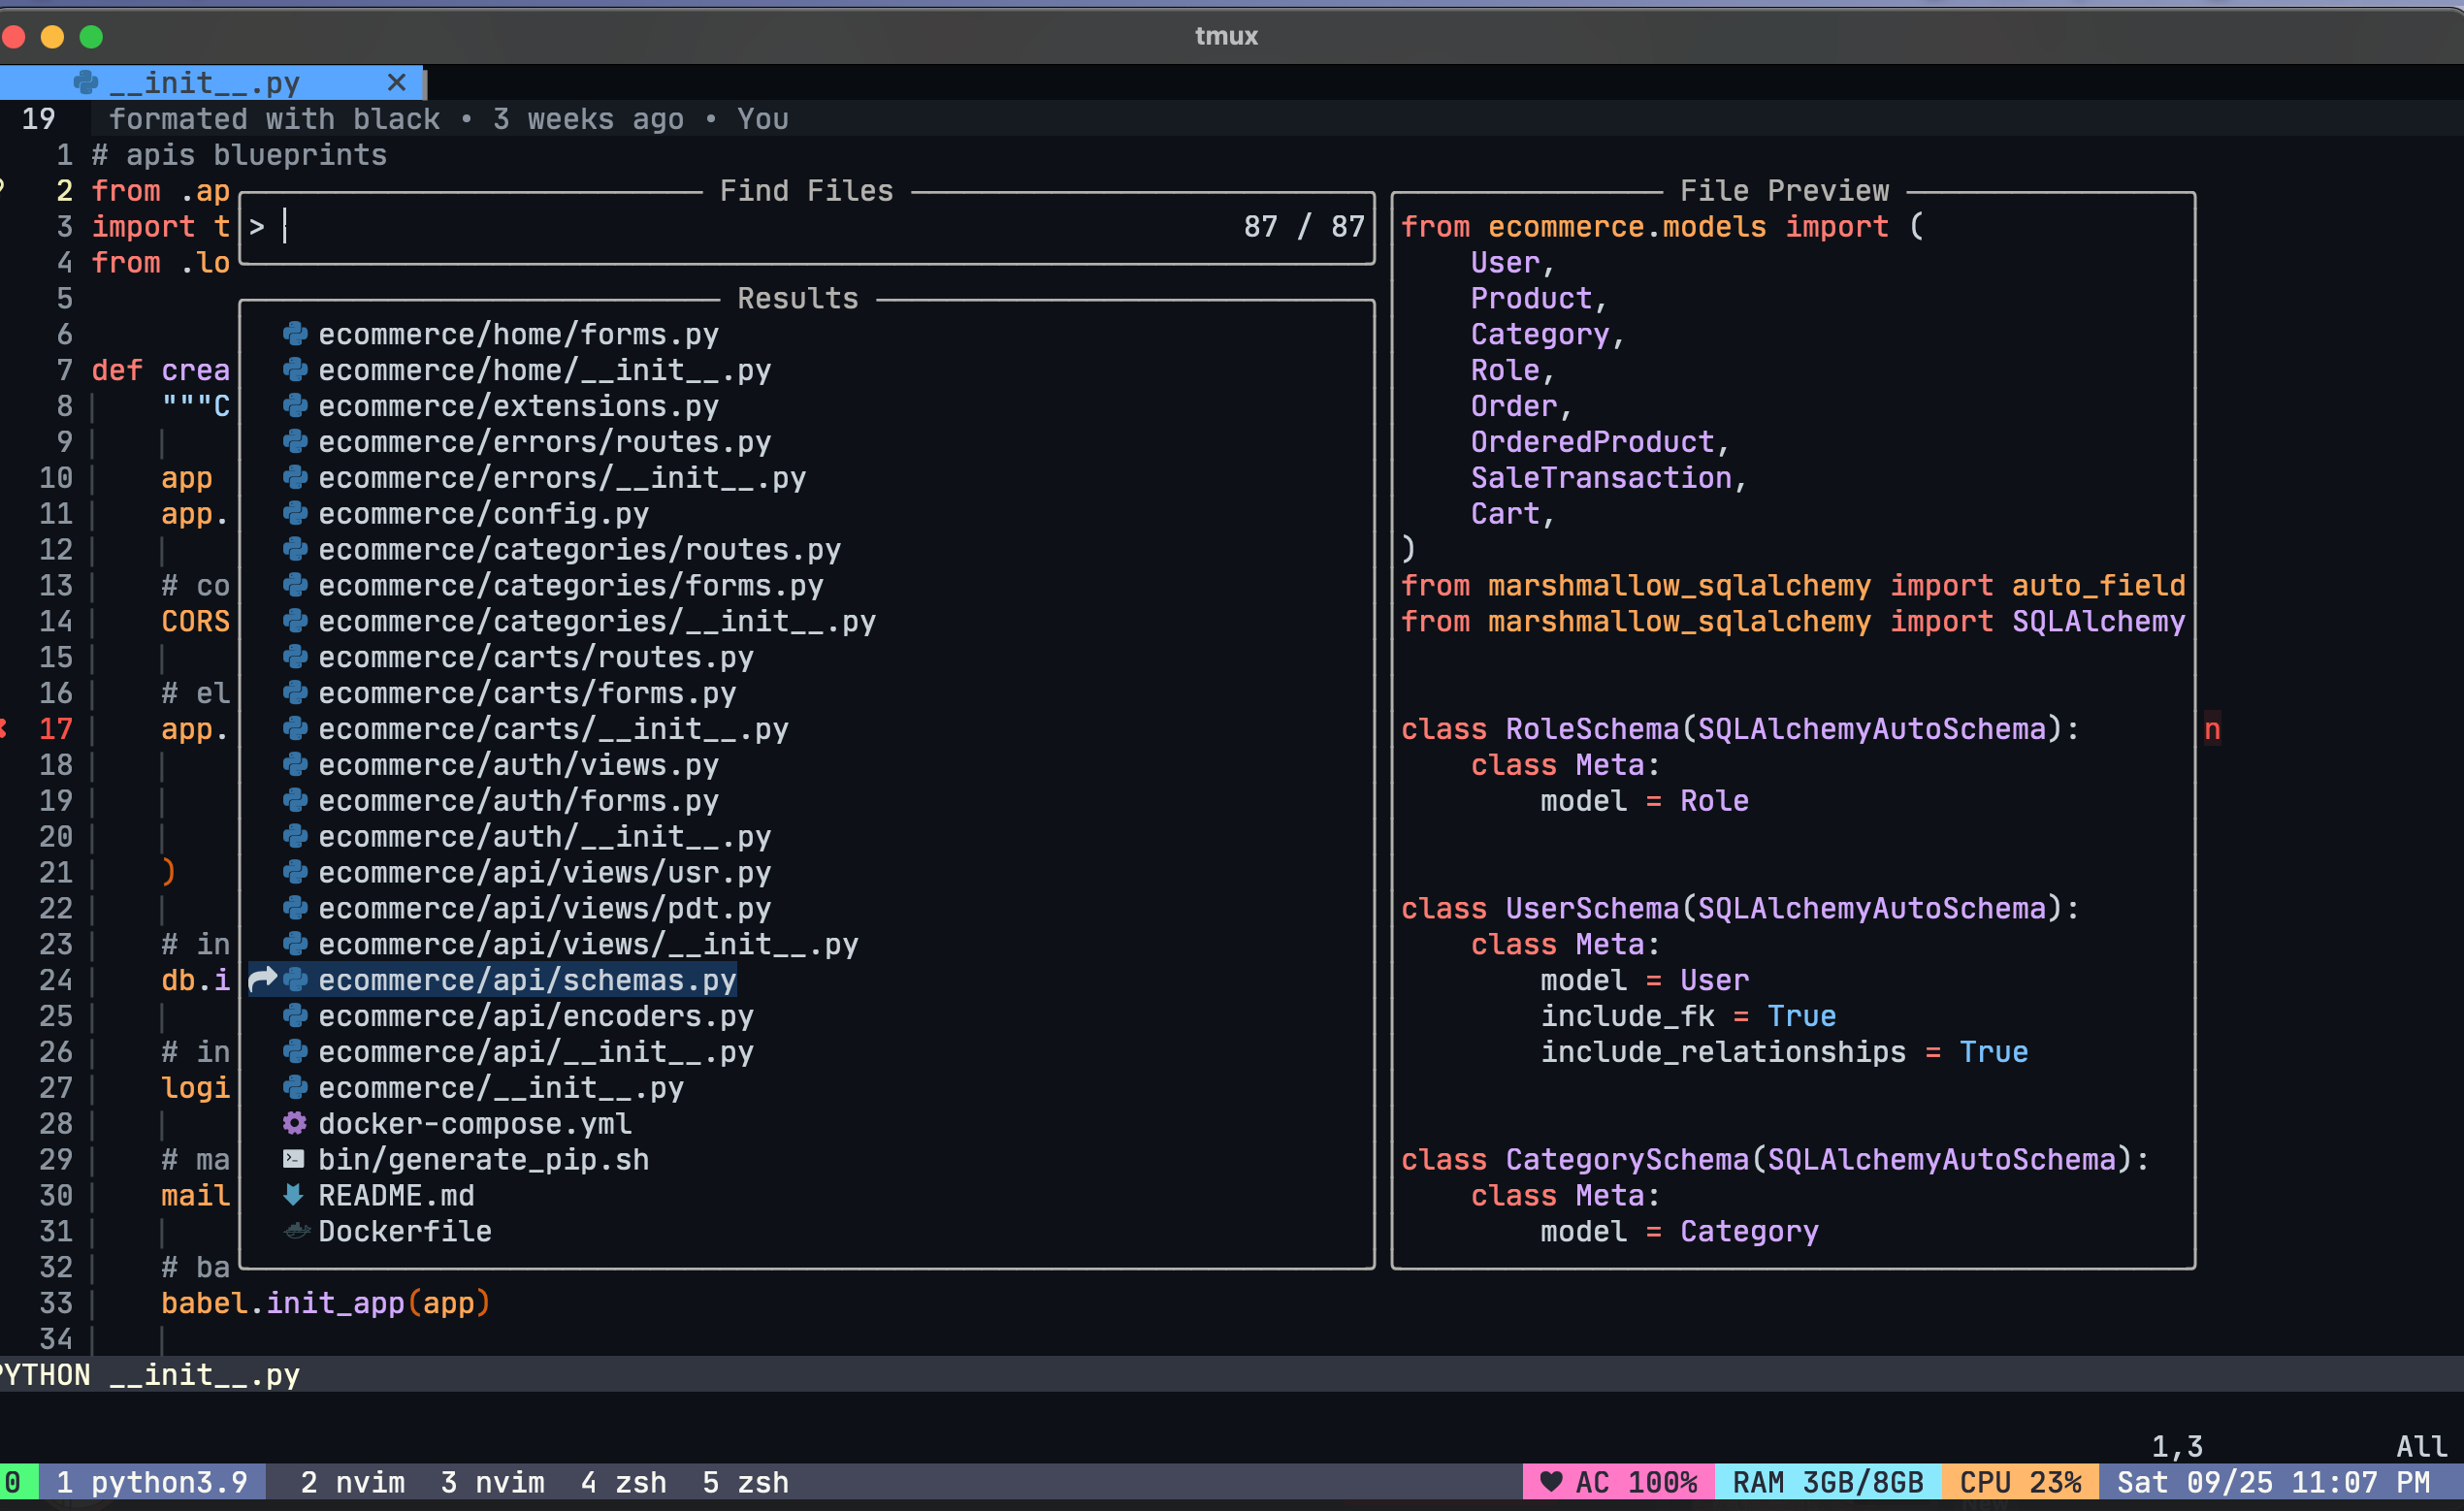 tmux
__init__.py ×
19 formated with black • 3 weeks ago • You
1 # apis blueprints
2 from .ap
3 import t
4 from .lo
5
6
7 def crea
8 """C
9
10 app
11 app.
12
13 # co
14 CORS
15
16 # el
17 app.
18
19
20
21 )
22
23 # in
24 db.i
25
26 # in
27 logi
28
29 # ma
30 mail
31
32 # ba
33 babel.init_app(app)
34
Find Files
> 87 / 87
Results
ecommerce/home/forms.py
ecommerce/home/__init__.py
ecommerce/extensions.py
ecommerce/errors/routes.py
ecommerce/errors/__init__.py
ecommerce/config.py
ecommerce/categories/routes.py
ecommerce/categories/forms.py
ecommerce/categories/__init__.py
ecommerce/carts/routes.py
ecommerce/carts/forms.py
ecommerce/carts/__init__.py
ecommerce/auth/views.py
ecommerce/auth/forms.py
ecommerce/auth/__init__.py
ecommerce/api/views/usr.py
ecommerce/api/views/pdt.py
ecommerce/api/views/__init__.py
ecommerce/api/schemas.py
ecommerce/api/encoders.py
ecommerce/api/__init__.py
ecommerce/__init__.py
docker-compose.yml
bin/generate_pip.sh
README.md
Dockerfile
File Preview
from ecommerce.models import (
User,
Product,
Category,
Role,
Order,
OrderedProduct,
SaleTransaction,
Cart,
)
from marshmallow_sqlalchemy import auto_field
from marshmallow_sqlalchemy import SQLAlchemy
class RoleSchema(SQLAlchemyAutoSchema):
class Meta:
model = Role
class UserSchema(SQLAlchemyAutoSchema):
class Meta:
model = User
include_fk = True
include_relationships = True
class CategorySchema(SQLAlchemyAutoSchema):
class Meta:
model = Category
n
PYTHON __init__.py
1,3 All
0 1 python3.9 2 nvim 3 nvim 4 zsh 5 zsh ♥ AC 100% RAM 3GB/8GB CPU 23% Sat 09/25 11:07 PM